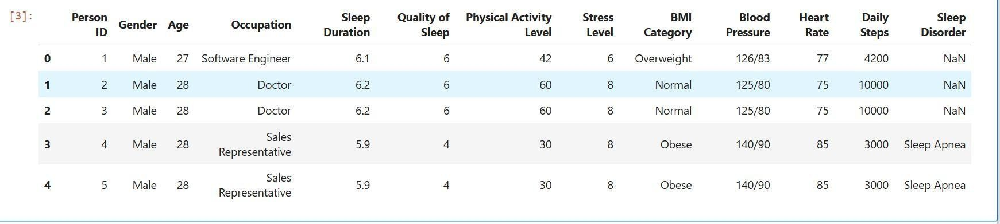 [3]:
Person ID Gender Age Occupation Sleep Duration Quality of Sleep Physical Activity Level Stress Level BMI Category Blood Pressure Heart Rate Daily Steps Sleep Disorder
0 1 Male 27 Software Engineer 6.1 6 42 6 Overweight 126/83 77 4200 NaN
1 2 Male 28 Doctor 6.2 6 60 8 Normal 125/80 75 10000 NaN
2 3 Male 28 Doctor 6.2 6 60 8 Normal 125/80 75 10000 NaN
3 4 Male 28 Sales Representative 5.9 4 30 8 Obese 140/90 85 3000 Sleep Apnea
4 5 Male 28 Sales Representative 5.9 4 30 8 Obese 140/90 85 3000 Sleep Apnea